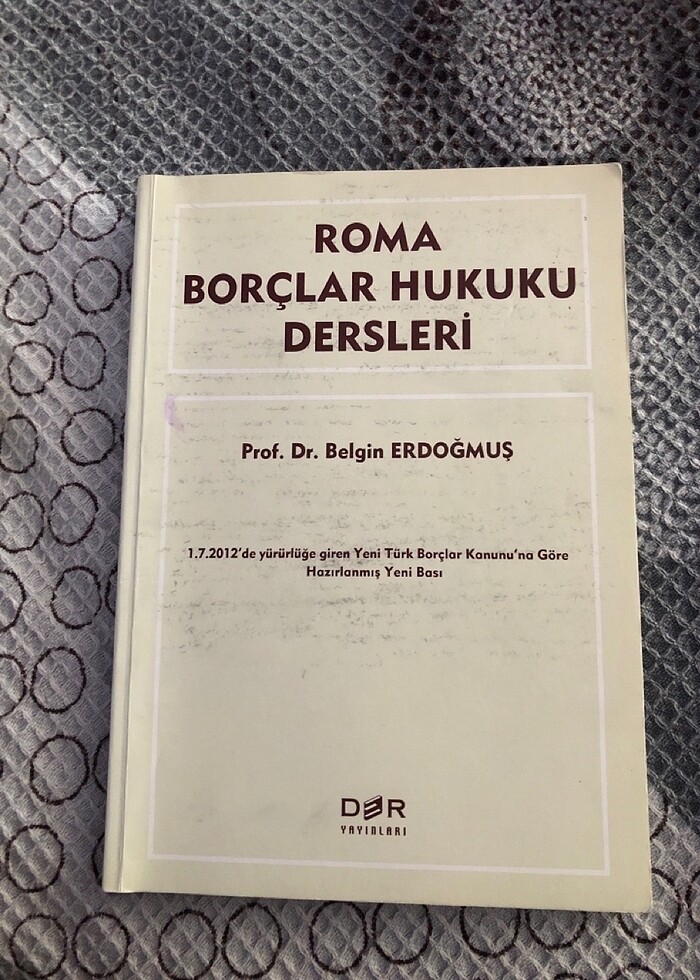 ROMA
BORÇLAR HUKUKU
DERSLERİ
Prof. Dr. Belgin ERDOĞMUŞ
1.7.2012'de yürürlüğe giren Yeni Türk Borçlar Kanunu'na Göre
Hazırlanmış Yeni Bası
DER
YAYINLARI